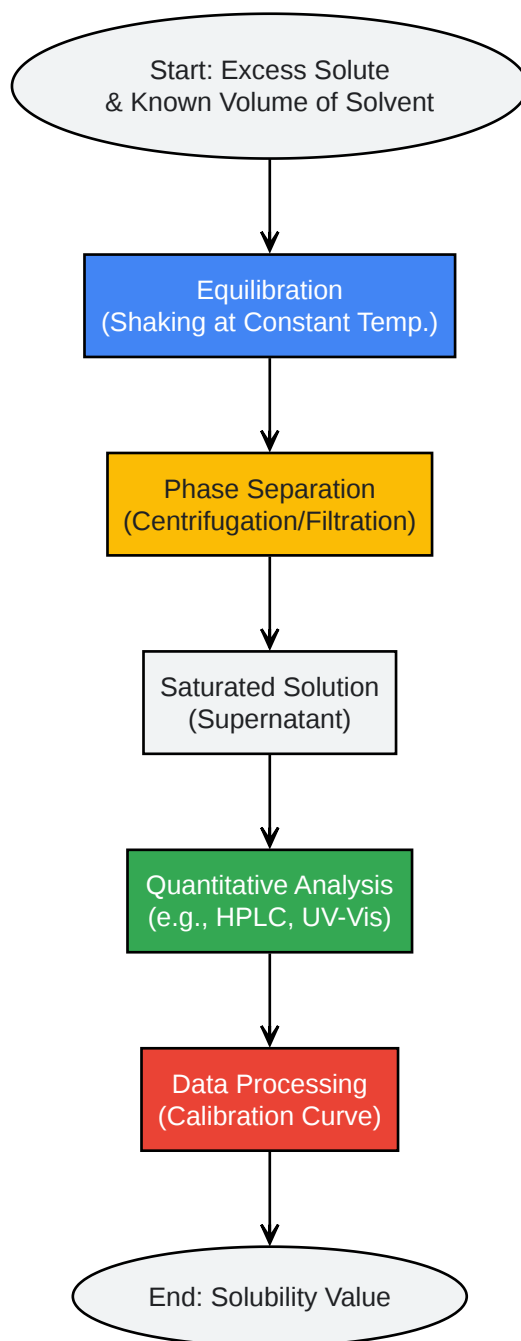 Start: Excess Solute
& Known Volume of Solvent
Equilibration
(Shaking at Constant Temp.)
Phase Separation
(Centrifugation/Filtration)
Saturated Solution
(Supernatant)
Quantitative Analysis
(e.g., HPLC, UV-Vis)
Data Processing
(Calibration Curve)
End: Solubility Value